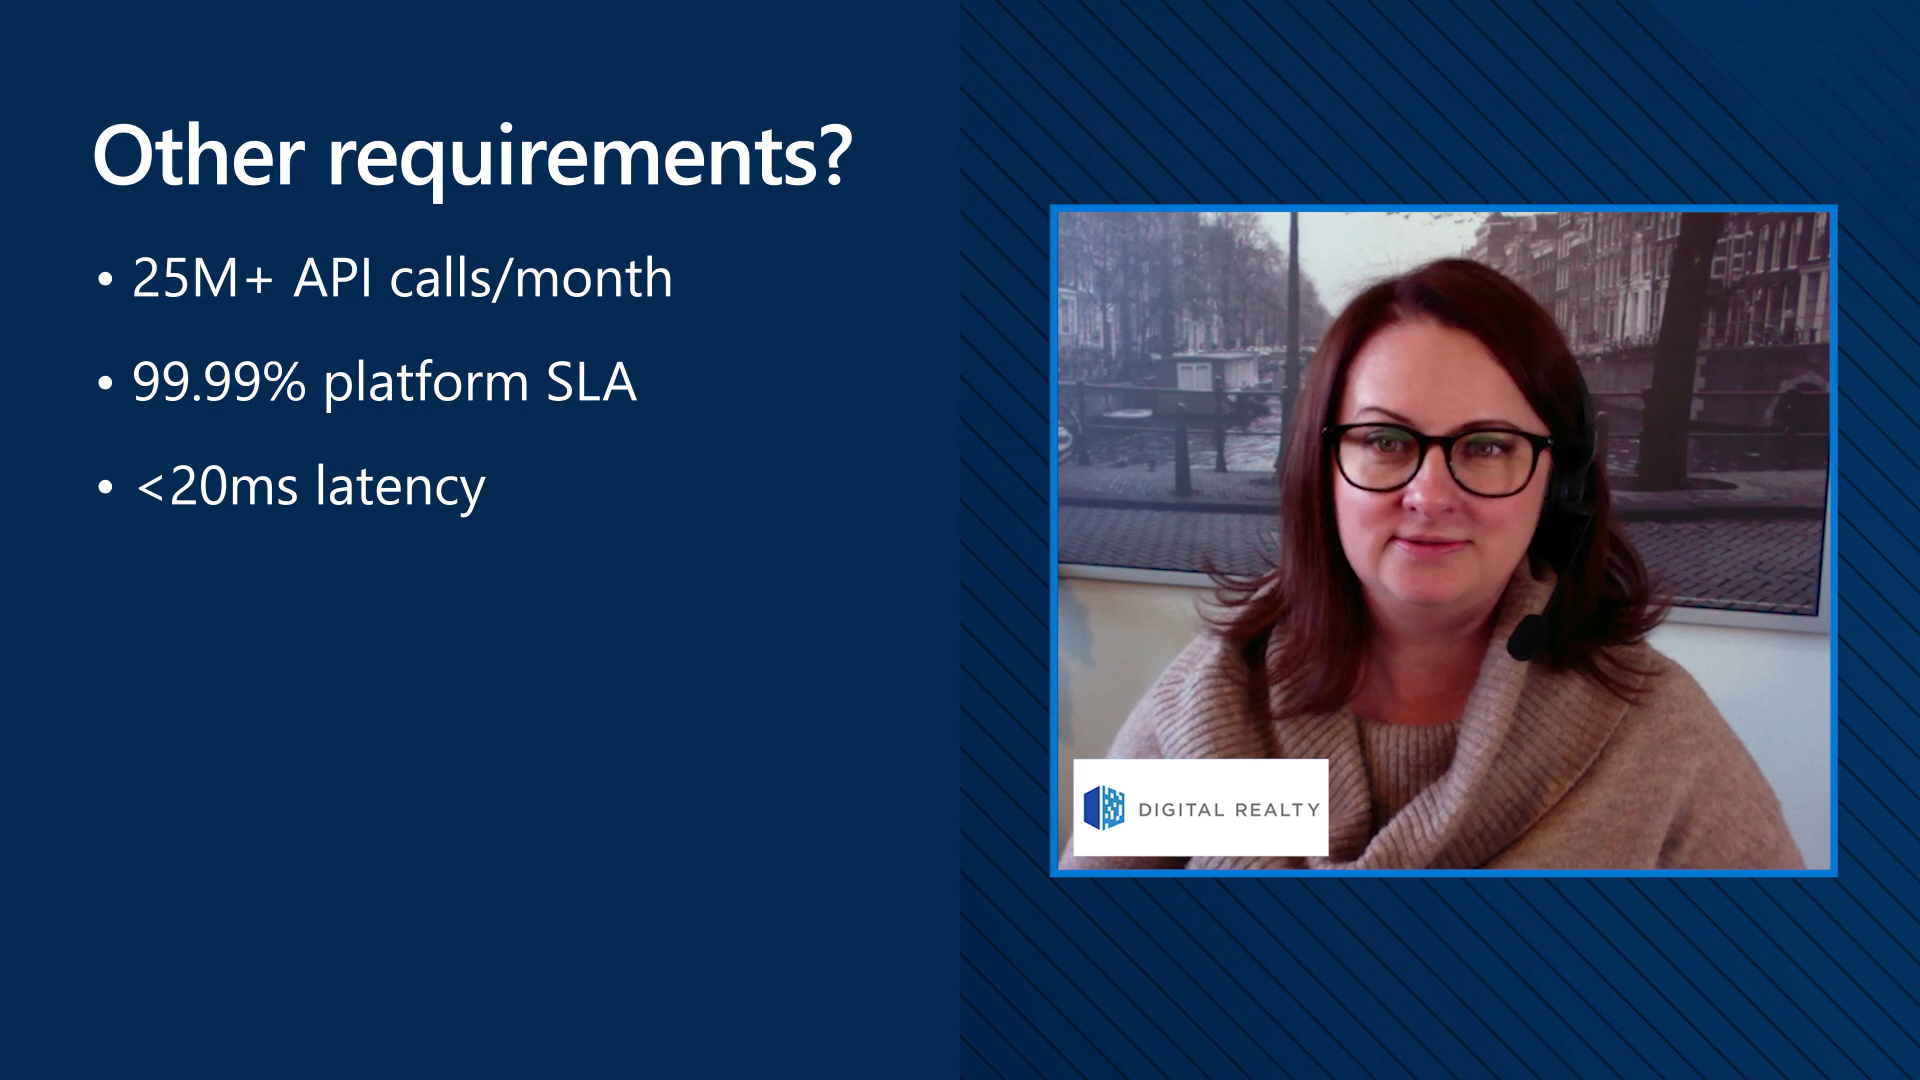 Other requirements?
• 25M+ API calls/month
• 99.99% platform SLA
• <20ms latency
DIGITAL REALTY